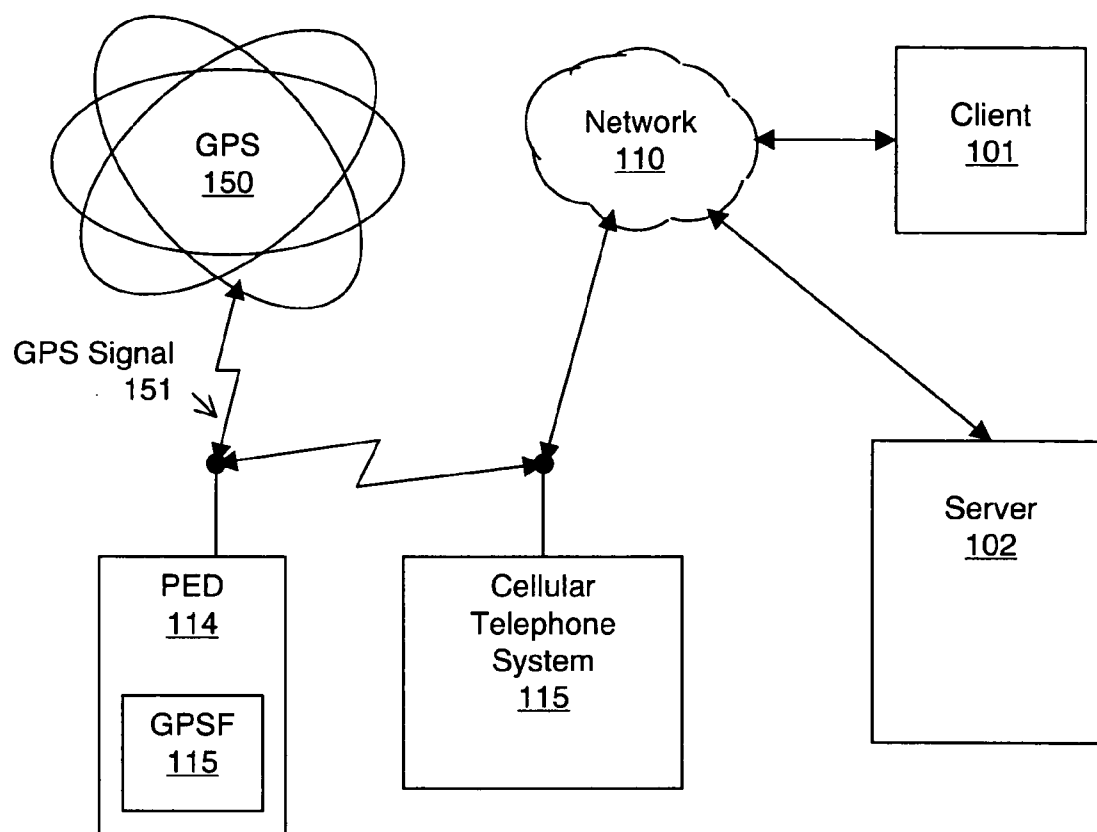 GPS
150
Network
110
Client
101
GPS Signal
151
Server
102
PED
114
GPSF
115
Cellular
Telephone
System
115